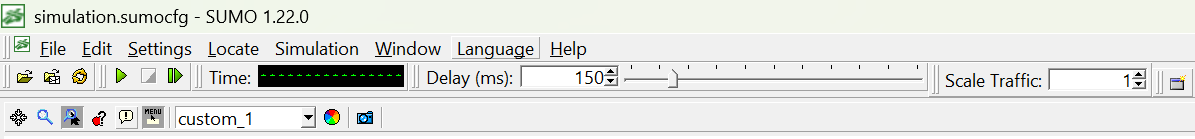 simulation.sumocfg - SUMO 1.22.0
File Edit Settings Locate Simulation Window Language Help
Time: Delay (ms): 150 Scale Traffic: 1
MENU custom_1